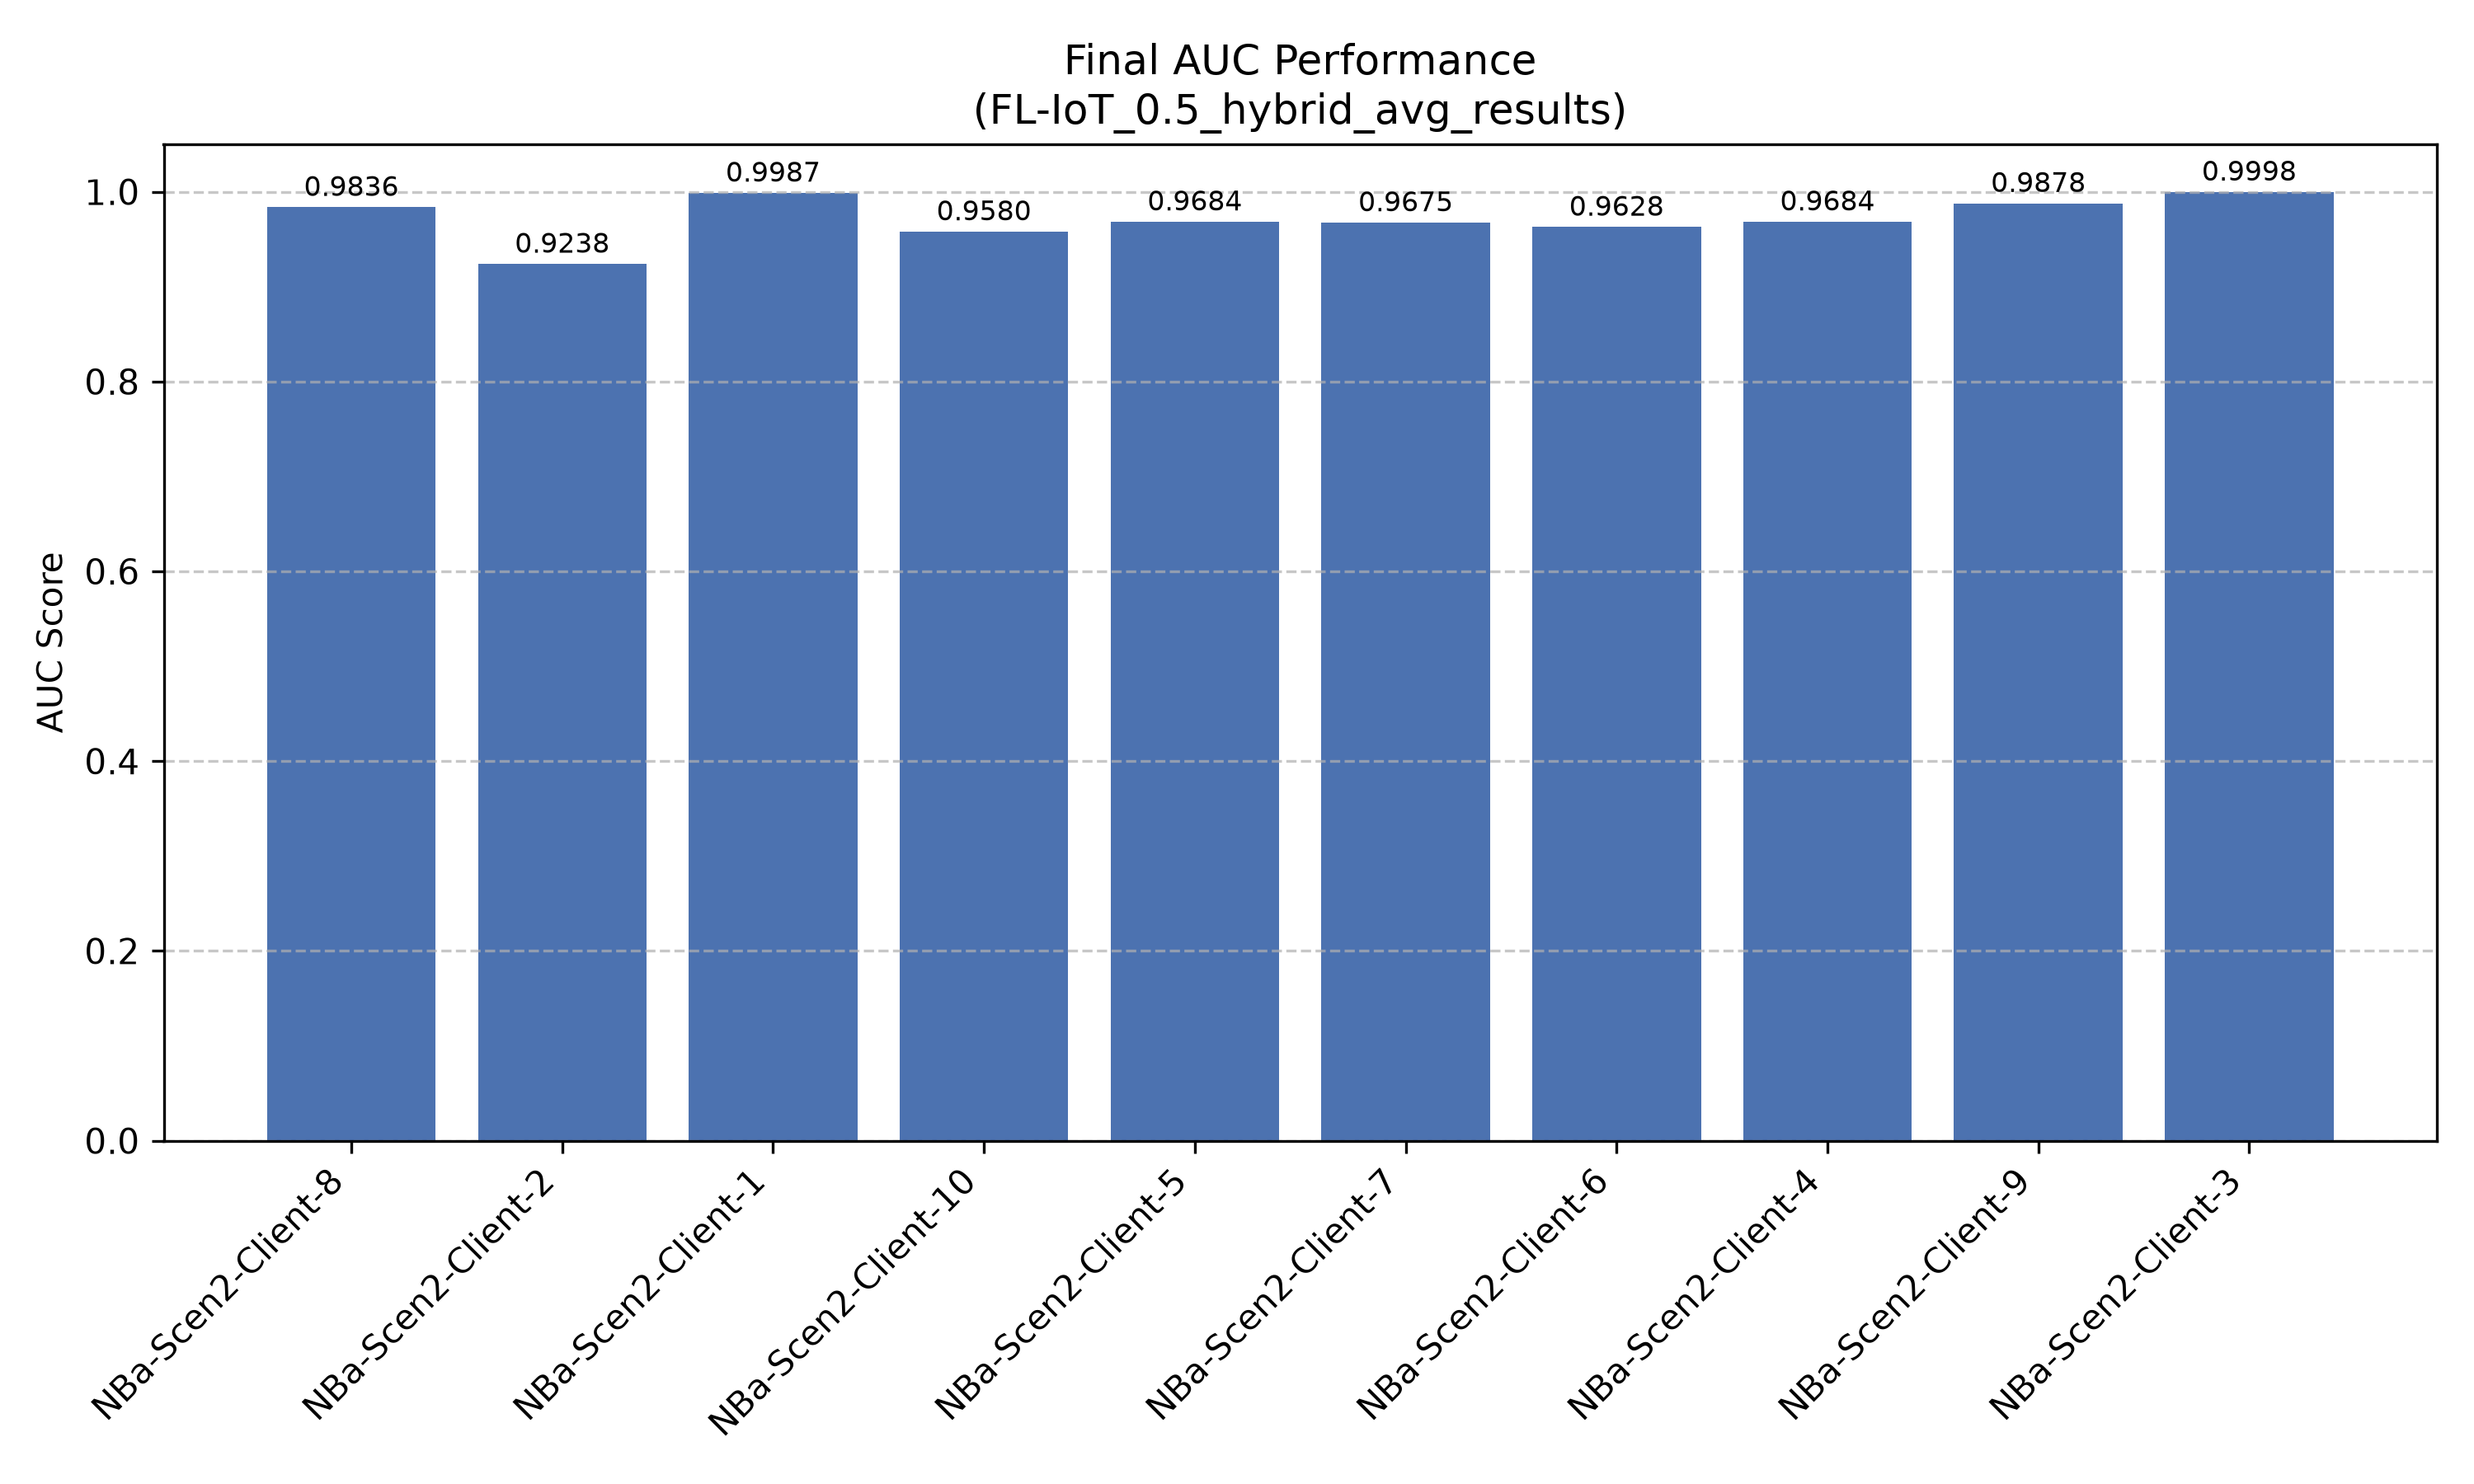 Final AUC Performance
(FL-IoT_0.5_hybrid_avg_results)
AUC Score
1.0
0.8
0.6
0.4
0.2
0.0
0.9836
0.9238
0.9987
0.9580
0.9684
0.9675
0.9628
0.9684
0.9878
0.9998
NBa-Scen2-Client-8
NBa-Scen2-Client-2
NBa-Scen2-Client-1
NBa-Scen2-Client-10
NBa-Scen2-Client-5
NBa-Scen2-Client-7
NBa-Scen2-Client-6
NBa-Scen2-Client-4
NBa-Scen2-Client-9
NBa-Scen2-Client-3